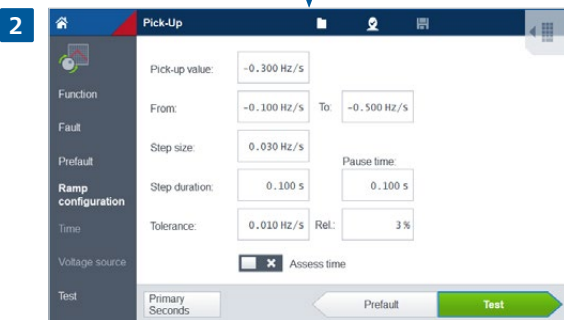 2
Pick-Up
Function
Fault
Prefault
Ramp
configuration
Time
Voltage source
Test
Pick-up value: -0.300 Hz/s
From: -0.100 Hz/s To: -0.500 Hz/s
Step size: 0.030 Hz/s
Pause time:
Step duration: 0.100 s 0.100 s
Tolerance: 0.010 Hz/s Rel.: 3 %
Assess time
Primary
Seconds
Prefault
Test